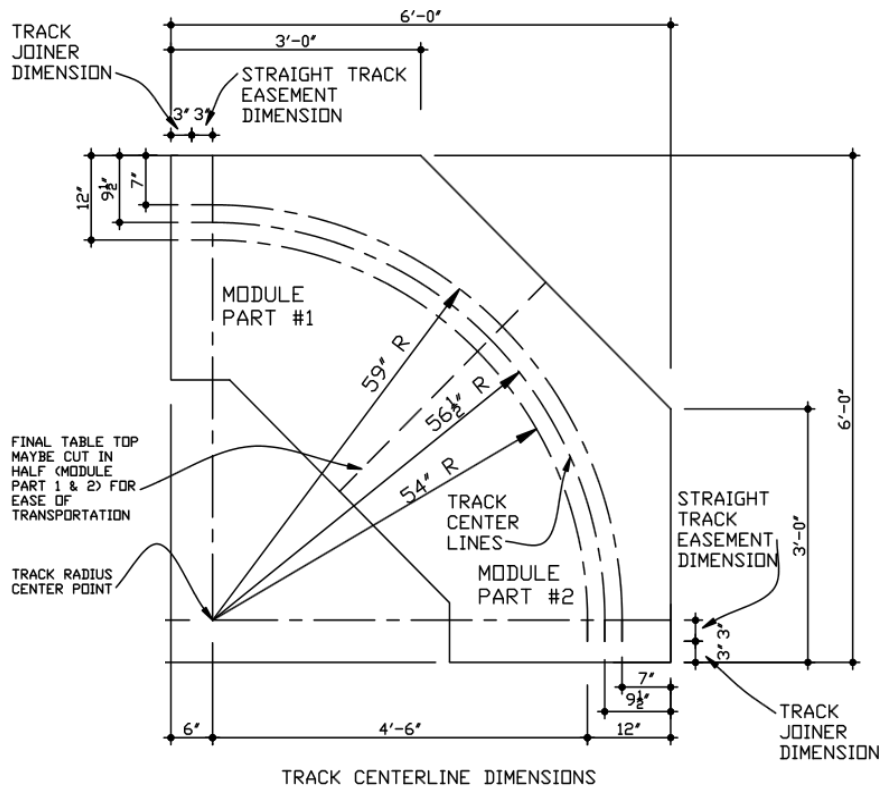 6'-0"
TRACK
JOINER
DIMENSION
3'-0"
STRAIGHT TRACK
EASEMENT
DIMENSION
3" 3"
12"
9½"
7"
MODULE
PART #1
59" R
56½" R
54" R
6'-0"
FINAL TABLE TOP
MAYBE CUT IN
HALF (MODULE
PART 1 & 2) FOR
EASE OF
TRANSPORTATION
TRACK
CENTER
LINES
STRAIGHT
TRACK
EASEMENT
DIMENSION
3'-0"
TRACK RADIUS
CENTER POINT
MODULE
PART #2
3" 3"
7"
9½"
6"
4'-6"
12"
TRACK
JOINER
DIMENSION
TRACK CENTERLINE DIMENSIONS